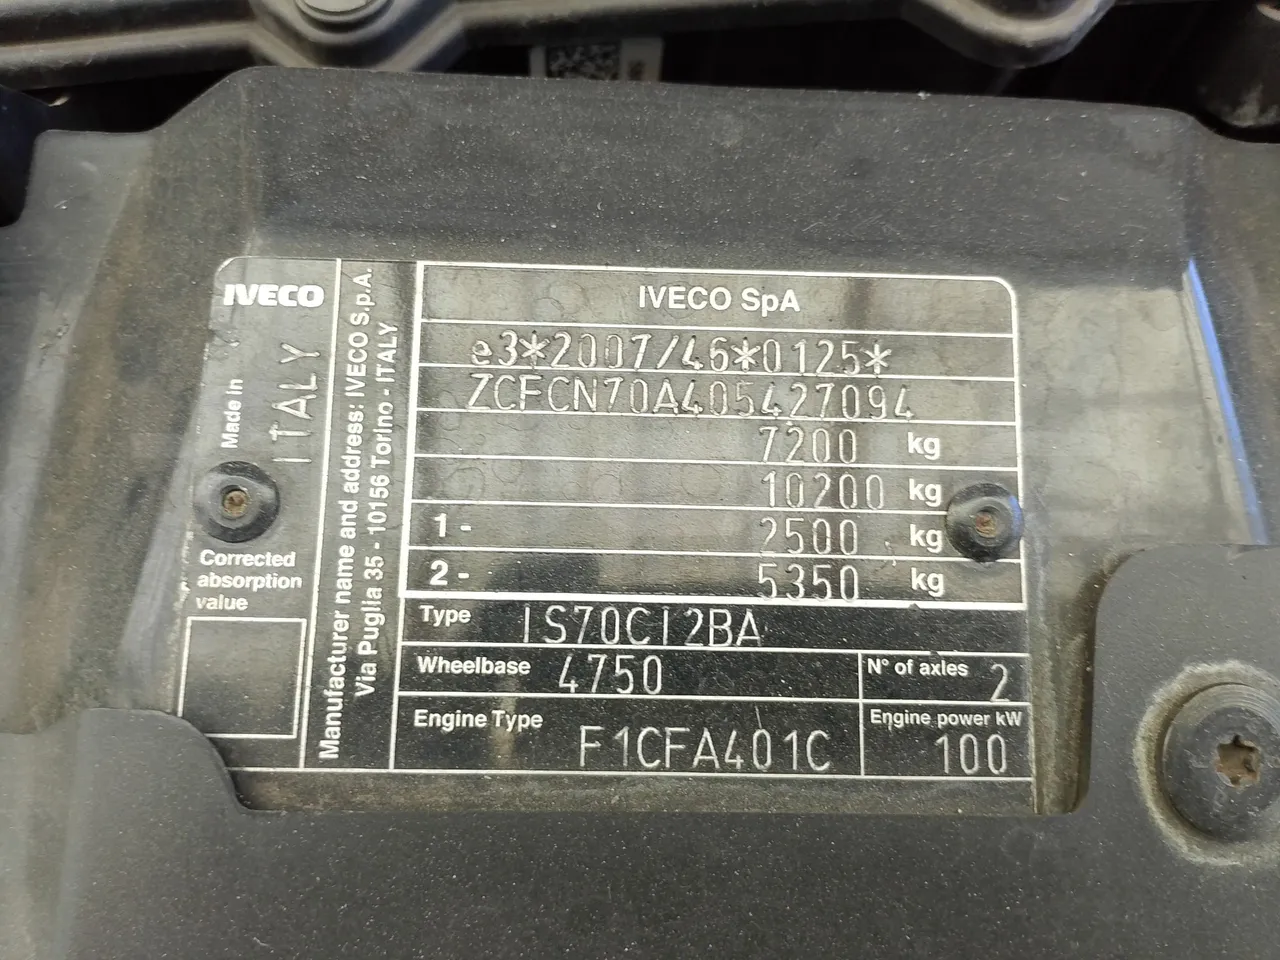 IVECO
Made in ITALY
Corrected
absorption
value
Manufacturer name and address: IVECO S.p.A.
Via Puglia 35 - 10156 Torino - ITALY
IVECO SpA
e3*2007/46*0125*
ZCFCN70A405427094
7200 kg
10200 kg
1 - 2500 kg
2 - 5350 kg
Type IS70CI2BA
Wheelbase 4750
N° of axles 2
Engine Type F1CFA401C
Engine power kW 100